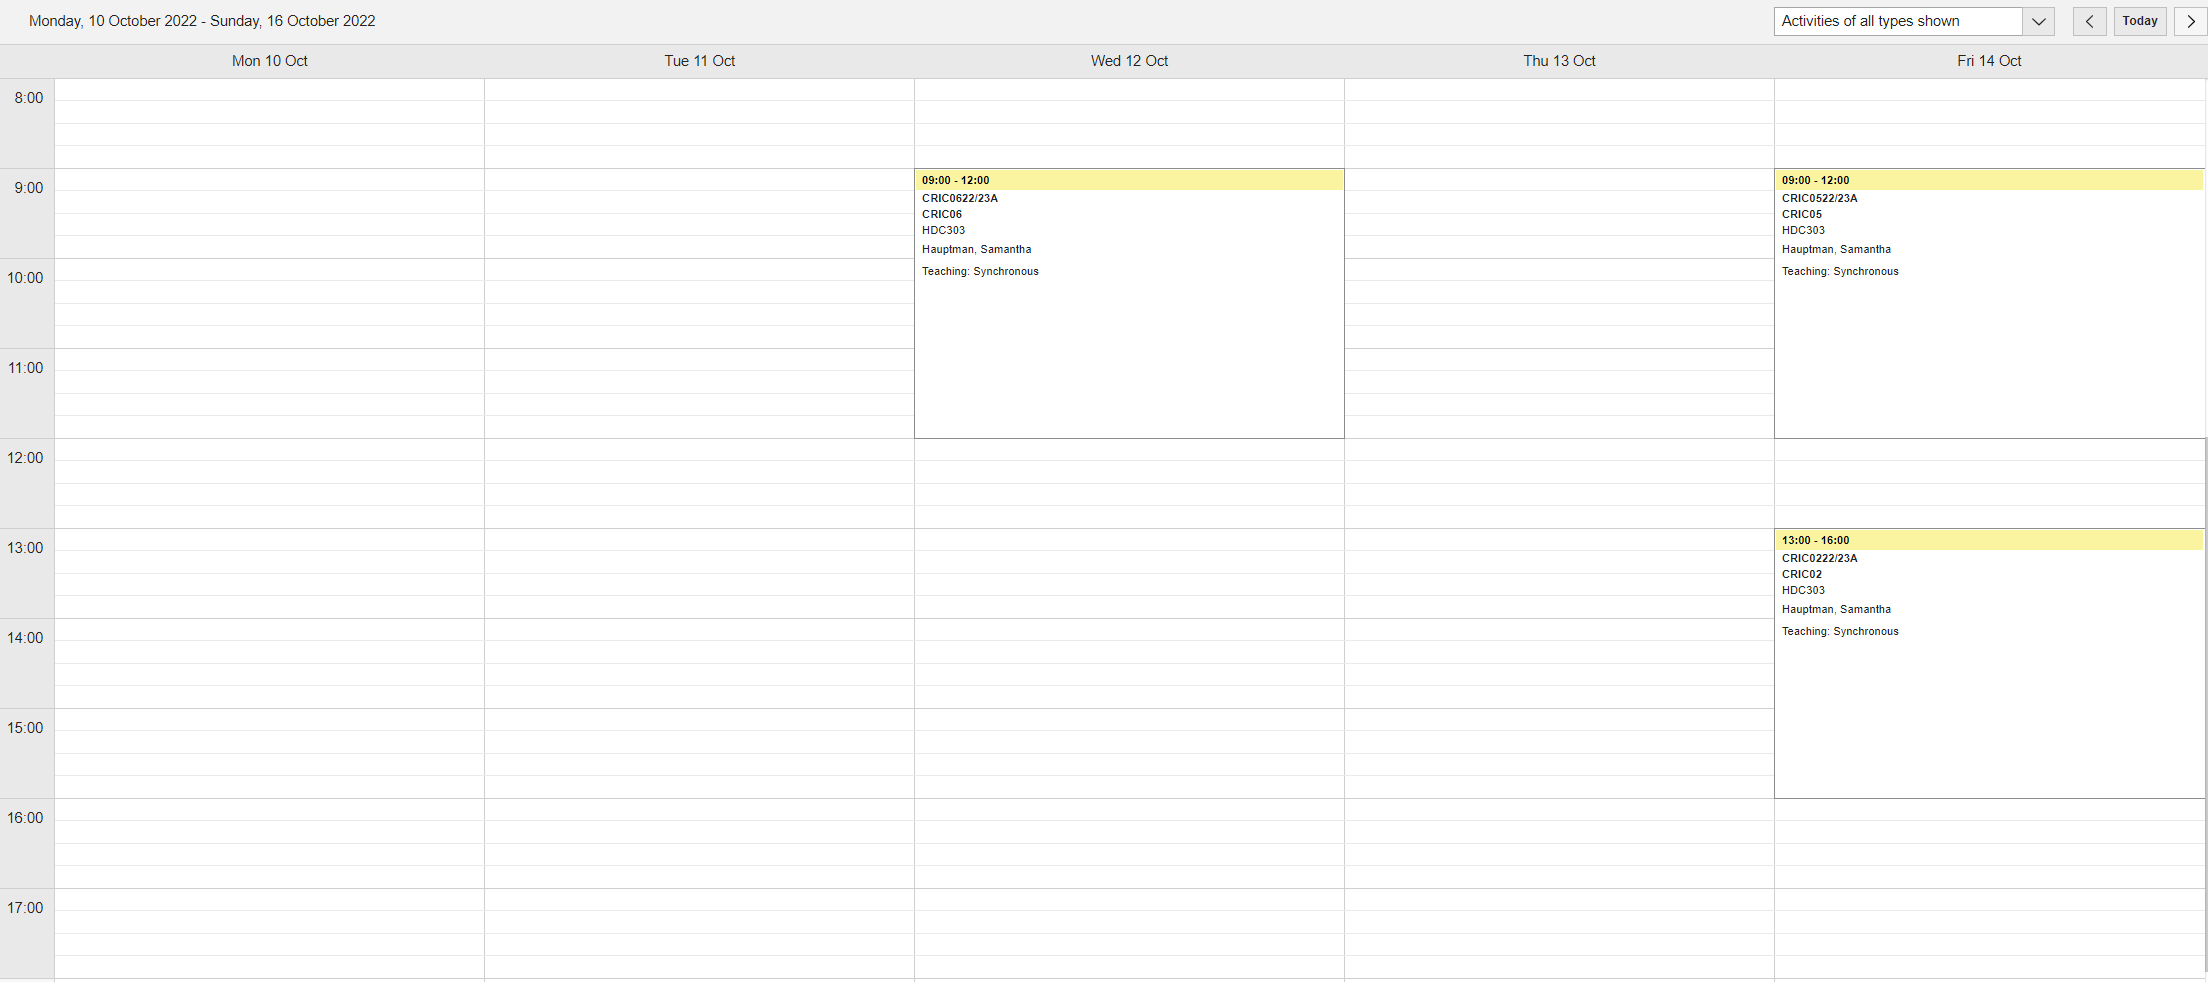 Monday, 10 October 2022 - Sunday, 16 October 2022
Activities of all types shown
Today
Mon 10 Oct
Tue 11 Oct
Wed 12 Oct
Thu 13 Oct
Fri 14 Oct
8:00
9:00
10:00
11:00
12:00
13:00
14:00
15:00
16:00
17:00
09:00 - 12:00
CRIC0622/23A
CRIC06
HDC303
Hauptman, Samantha
Teaching: Synchronous
09:00 - 12:00
CRIC0522/23A
CRIC05
HDC303
Hauptman, Samantha
Teaching: Synchronous
13:00 - 16:00
CRIC0222/23A
CRIC02
HDC303
Hauptman, Samantha
Teaching: Synchronous